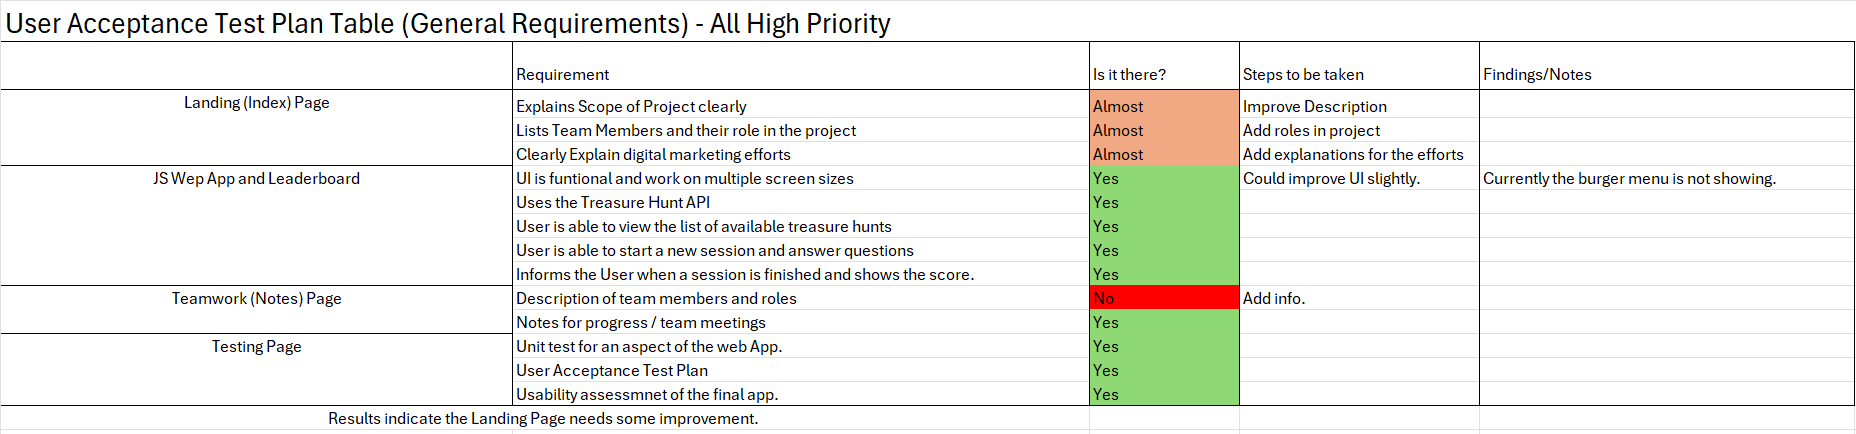 User Acceptance Test Plan Table (General Requirements) - All High Priority
Requirement Is it there? Steps to be taken Findings/Notes
Landing (Index) Page Explains Scope of Project clearly Almost Improve Description
Lists Team Members and their role in the project Almost Add roles in project
Clearly Explain digital marketing efforts Almost Add explanations for the efforts
JS Wep App and Leaderboard UI is funtional and work on multiple screen sizes Yes Could improve UI slightly. Currently the burger menu is not showing.
Uses the Treasure Hunt API Yes
User is able to view the list of available treasure hunts Yes
User is able to start a new session and answer questions Yes
Informs the User when a session is finished and shows the score. Yes
Teamwork (Notes) Page Description of team members and roles No Add info.
Notes for progress / team meetings Yes
Testing Page Unit test for an aspect of the web App. Yes
User Acceptance Test Plan Yes
Usability assessmnet of the final app. Yes
Results indicate the Landing Page needs some improvement.